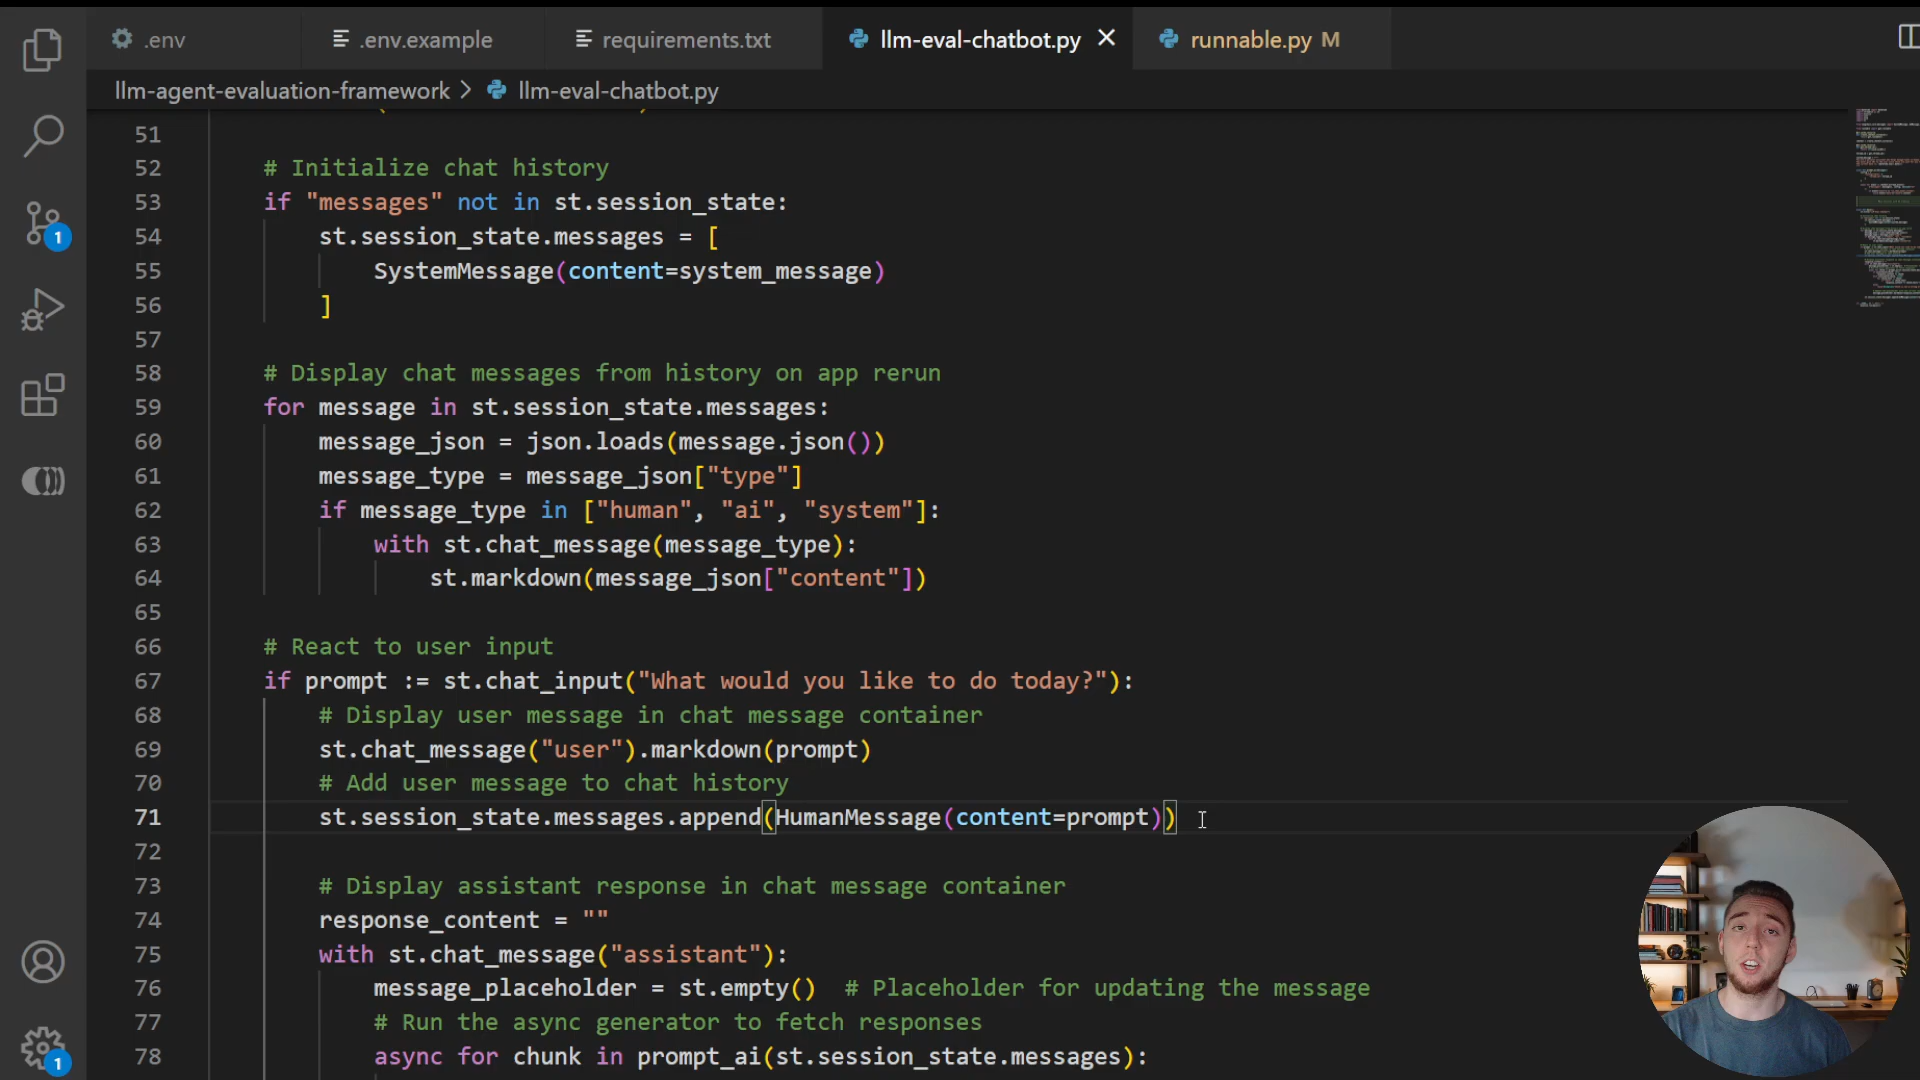 .env
.env.example
requirements.txt
llm-eval-chatbot.py
runnable.py M
llm-agent-evaluation-framework > llm-eval-chatbot.py
51
52 # Initialize chat history
53 if "messages" not in st.session_state:
54 st.session_state.messages = [
55 SystemMessage(content=system_message)
56 ]
57
58 # Display chat messages from history on app rerun
59 for message in st.session_state.messages:
60 message_json = json.loads(message.json())
61 message_type = message_json["type"]
62 if message_type in ["human", "ai", "system"]:
63 with st.chat_message(message_type):
64 st.markdown(message_json["content"])
65
66 # React to user input
67 if prompt := st.chat_input("What would you like to do today?"):
68 # Display user message in chat message container
69 st.chat_message("user").markdown(prompt)
70 # Add user message to chat history
71 st.session_state.messages.append(HumanMessage(content=prompt))
72
73 # Display assistant response in chat message container
74 response_content = ""
75 with st.chat_message("assistant"):
76 message_placeholder = st.empty() # Placeholder for updating the message
77 # Run the async generator to fetch responses
78 async for chunk in prompt_ai(st.session_state.messages):
1
1